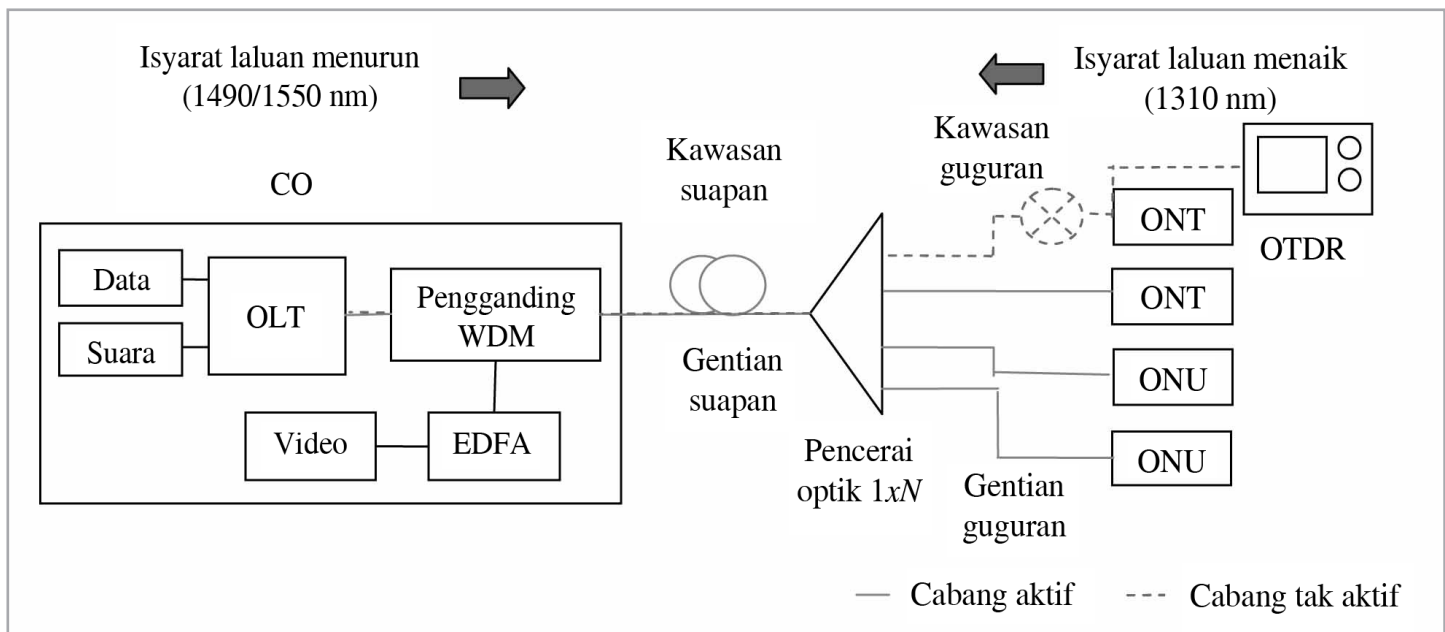 Isyarat laluan menurun
(1490/1550 nm)
Isyarat laluan menaik
(1310 nm)
Kawasan
guguran
Kawasan
suapan
CO
ONT
OTDR
Data
OLT
Pengganding
WDM
ONT
Suara
Gentian
suapan
ONU
Video
EDFA
Pencerai
optik 1xN
ONU
Gentian
guguran
Cabang aktif
Cabang tak aktif